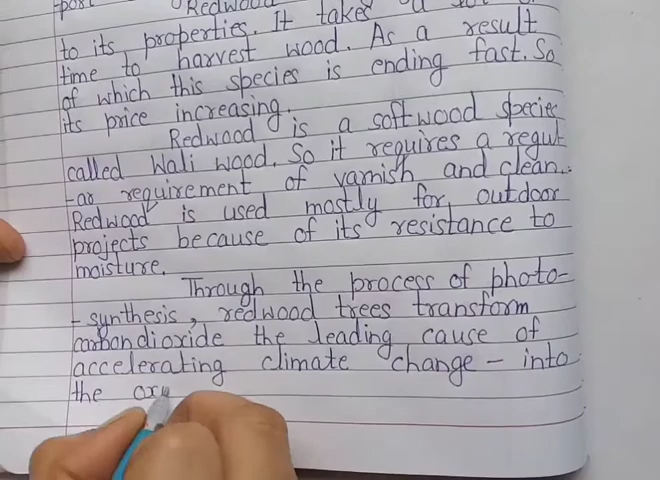 -port Redwood
to its properties. It takes a
time to harvest wood. As a result
of which this species is ending fast. So
its price increasing.
Redwood is a softwood species
called Wali wood. So it requires a regul
-ar requirement of varnish and clean.
Redwood is used mostly for outdoor
projects because of its resistance to
moisture.
Through the process of photo-
-synthesis, redwood trees transform
carbondioxide the leading cause of
accelerating climate change - into
the oxy